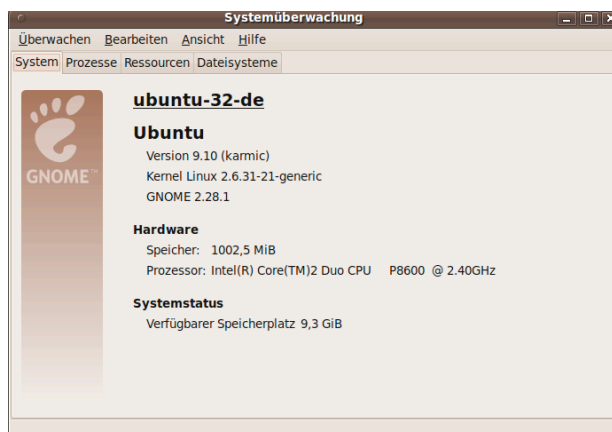 Systemüberwachung
Überwachen Bearbeiten Ansicht Hilfe
System Prozesse Ressourcen Dateisysteme
GNOME™
ubuntu-32-de
Ubuntu
Version 9.10 (karmic)
Kernel Linux 2.6.31-21-generic
GNOME 2.28.1
Hardware
Speicher: 1002,5 MiB
Prozessor: Intel(R) Core(TM)2 Duo CPU P8600 @ 2.40GHz
Systemstatus
Verfügbarer Speicherplatz 9,3 GiB